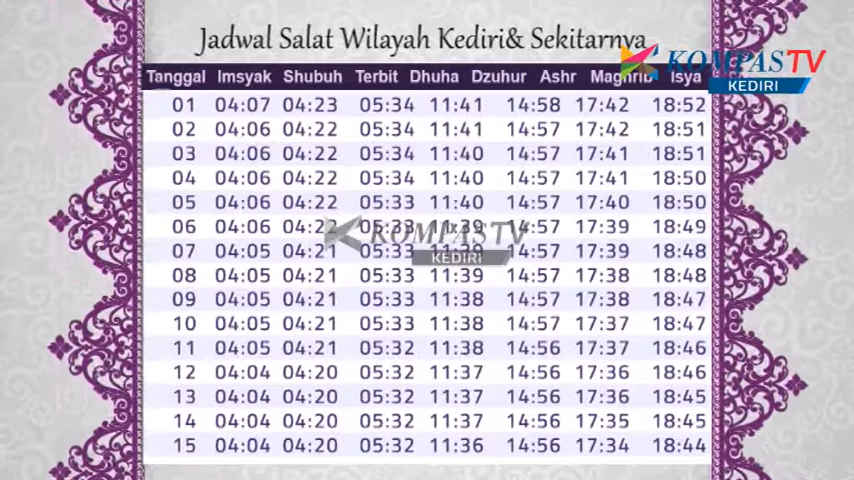 Jadwal Salat Wilayah Kediri& Sekitarnya
KOMPASTV
KEDIRI
Tanggal Imsyak Shubuh Terbit Dhuha Dzuhur Ashr Maghrib Isya
01 04:07 04:23 05:34 11:41 14:58 17:42 18:52
02 04:06 04:22 05:34 11:41 14:57 17:42 18:51
03 04:06 04:22 05:34 11:40 14:57 17:41 18:51
04 04:06 04:22 05:34 11:40 14:57 17:41 18:50
05 04:06 04:22 05:33 11:40 14:57 17:40 18:50
06 04:06 04:22 05:33 11:39 14:57 17:39 18:49
KOMPASTV
KEDIRI
07 04:05 04:21 05:33 11:39 14:57 17:39 18:48
08 04:05 04:21 05:33 11:39 14:57 17:38 18:48
09 04:05 04:21 05:33 11:38 14:57 17:38 18:47
10 04:05 04:21 05:33 11:38 14:57 17:37 18:47
11 04:05 04:21 05:32 11:38 14:56 17:37 18:46
12 04:04 04:20 05:32 11:37 14:56 17:36 18:46
13 04:04 04:20 05:32 11:37 14:56 17:36 18:45
14 04:04 04:20 05:32 11:37 14:56 17:35 18:45
15 04:04 04:20 05:32 11:36 14:56 17:34 18:44